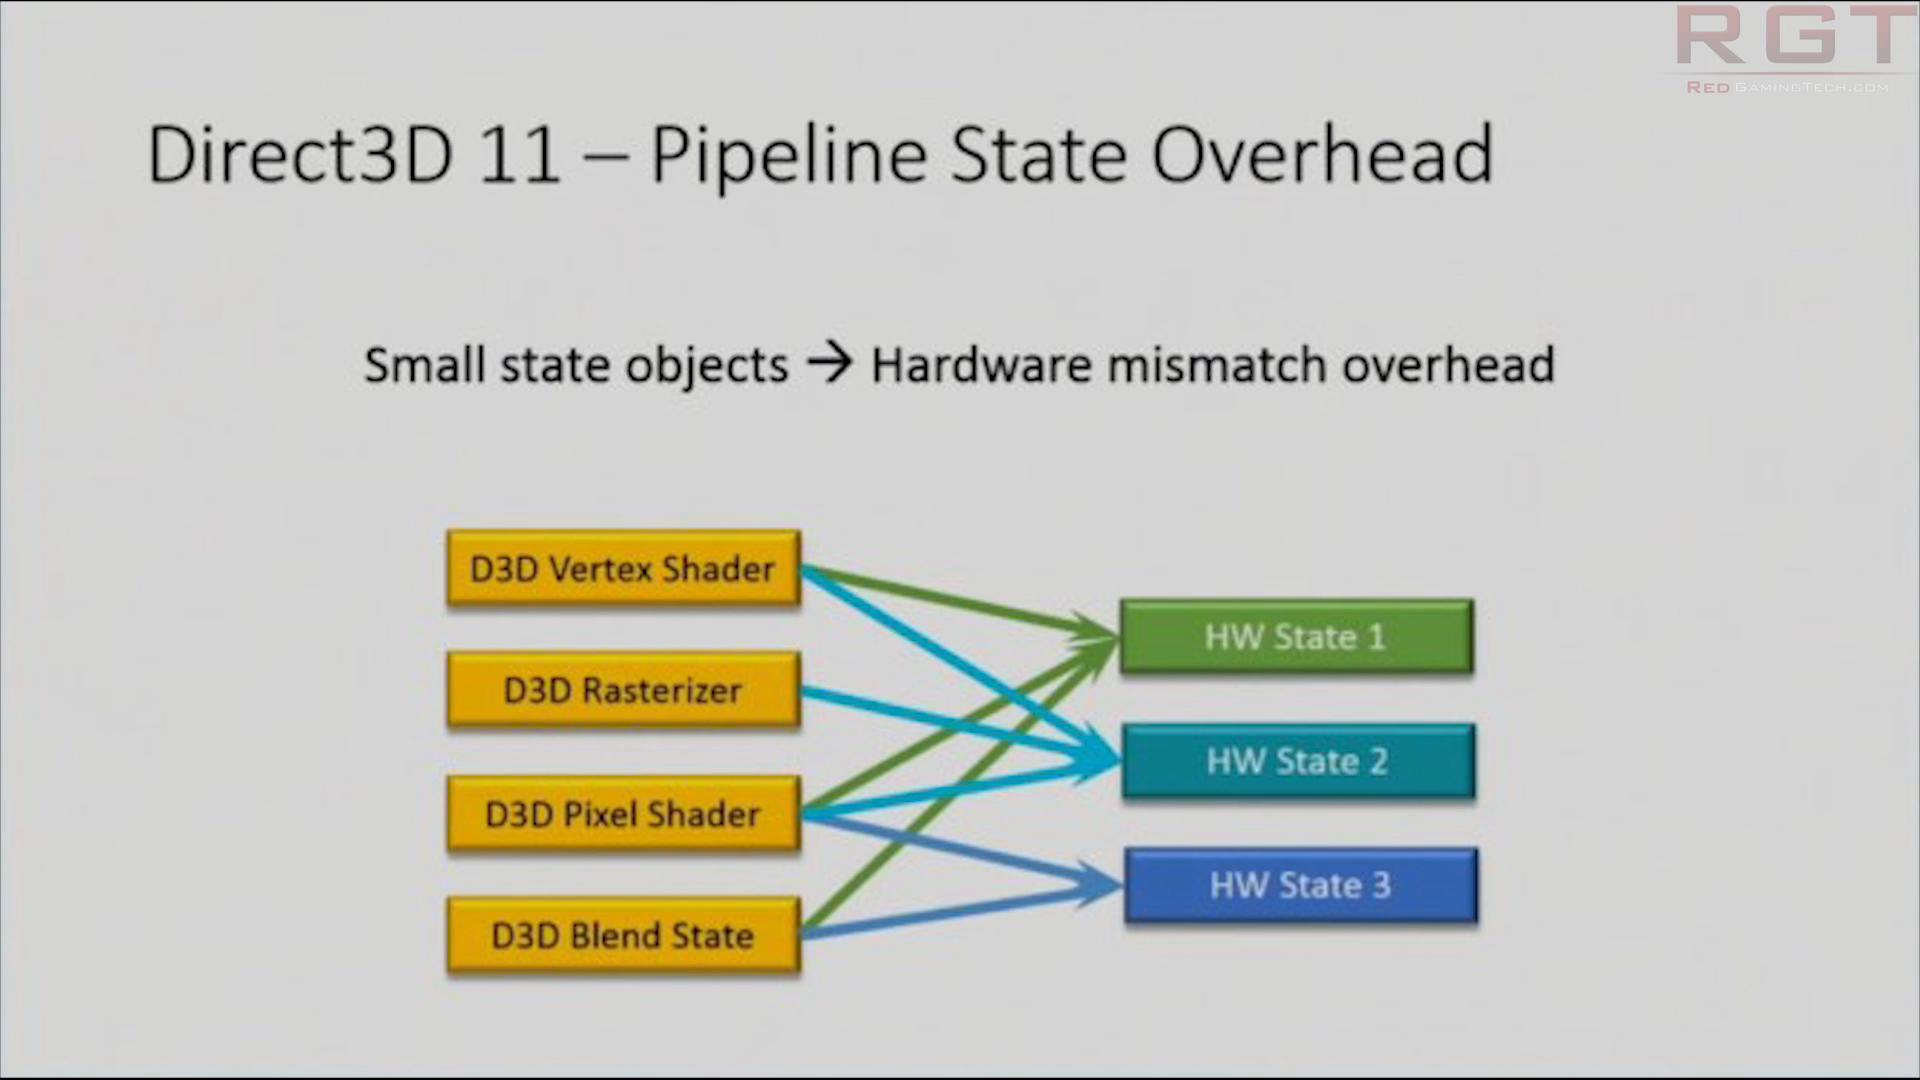 RGT
RED GAMINGTECH.COM
Direct3D 11 – Pipeline State Overhead
Small state objects → Hardware mismatch overhead
D3D Vertex Shader
HW State 1
D3D Rasterizer
HW State 2
D3D Pixel Shader
HW State 3
D3D Blend State